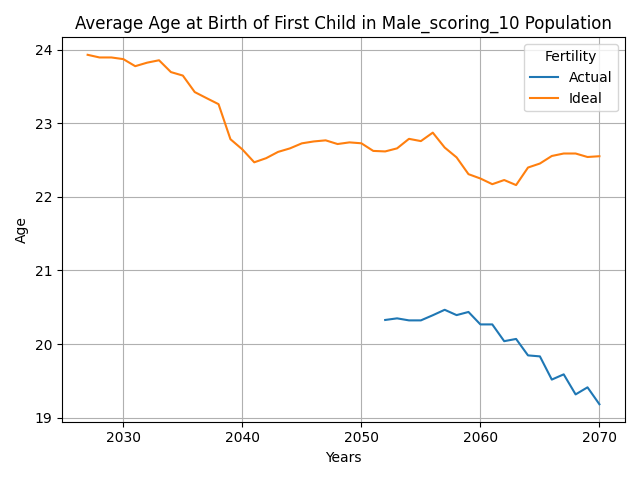 Average Age at Birth of First Child in Male_scoring_10 Population
Fertility
Actual
Ideal
24
23
22
21
20
19
Age
2030 2040 2050 2060 2070
Years